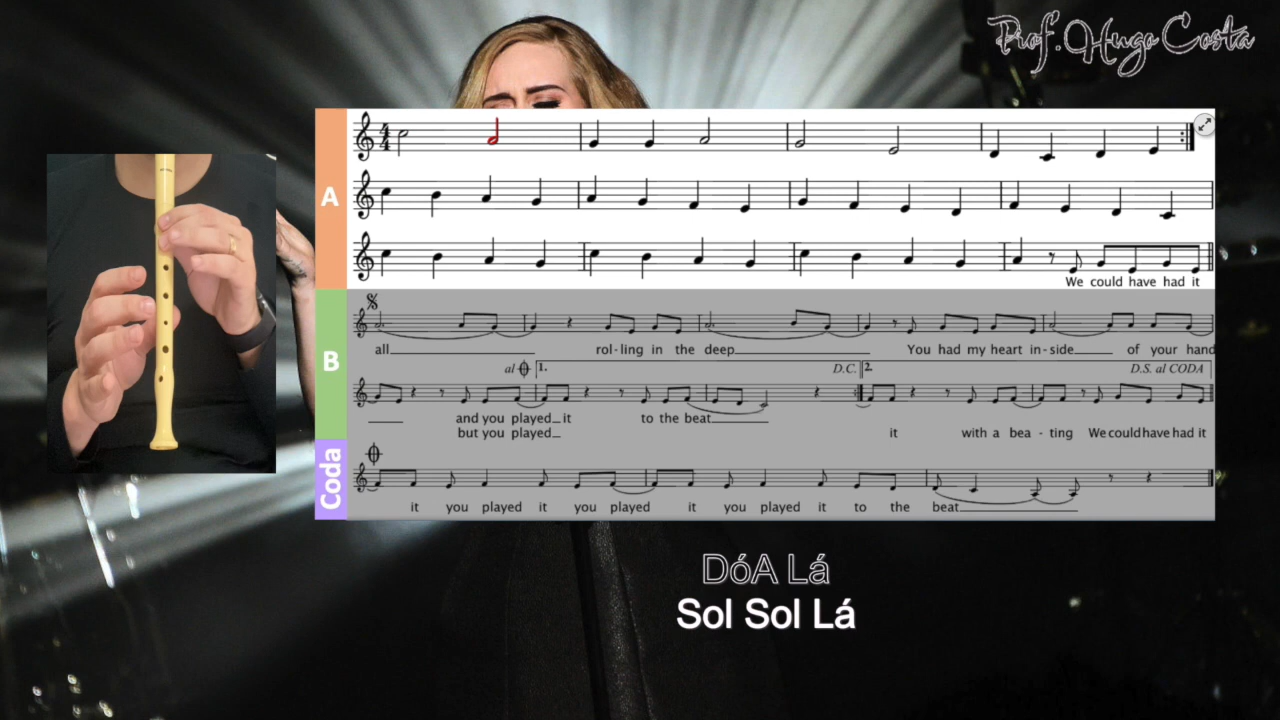 Prof. Hugo Costa
A
We could have had it
B
all rol-ling in the deep You had my heart in-side of your hand
al 1. D.C. 2. D.S. al CODA
and you played it to the beat
but you played it with a bea - ting We could have had it
Coda
it you played it you played it you played it to the beat
DóA Lá
Sol Sol Lá